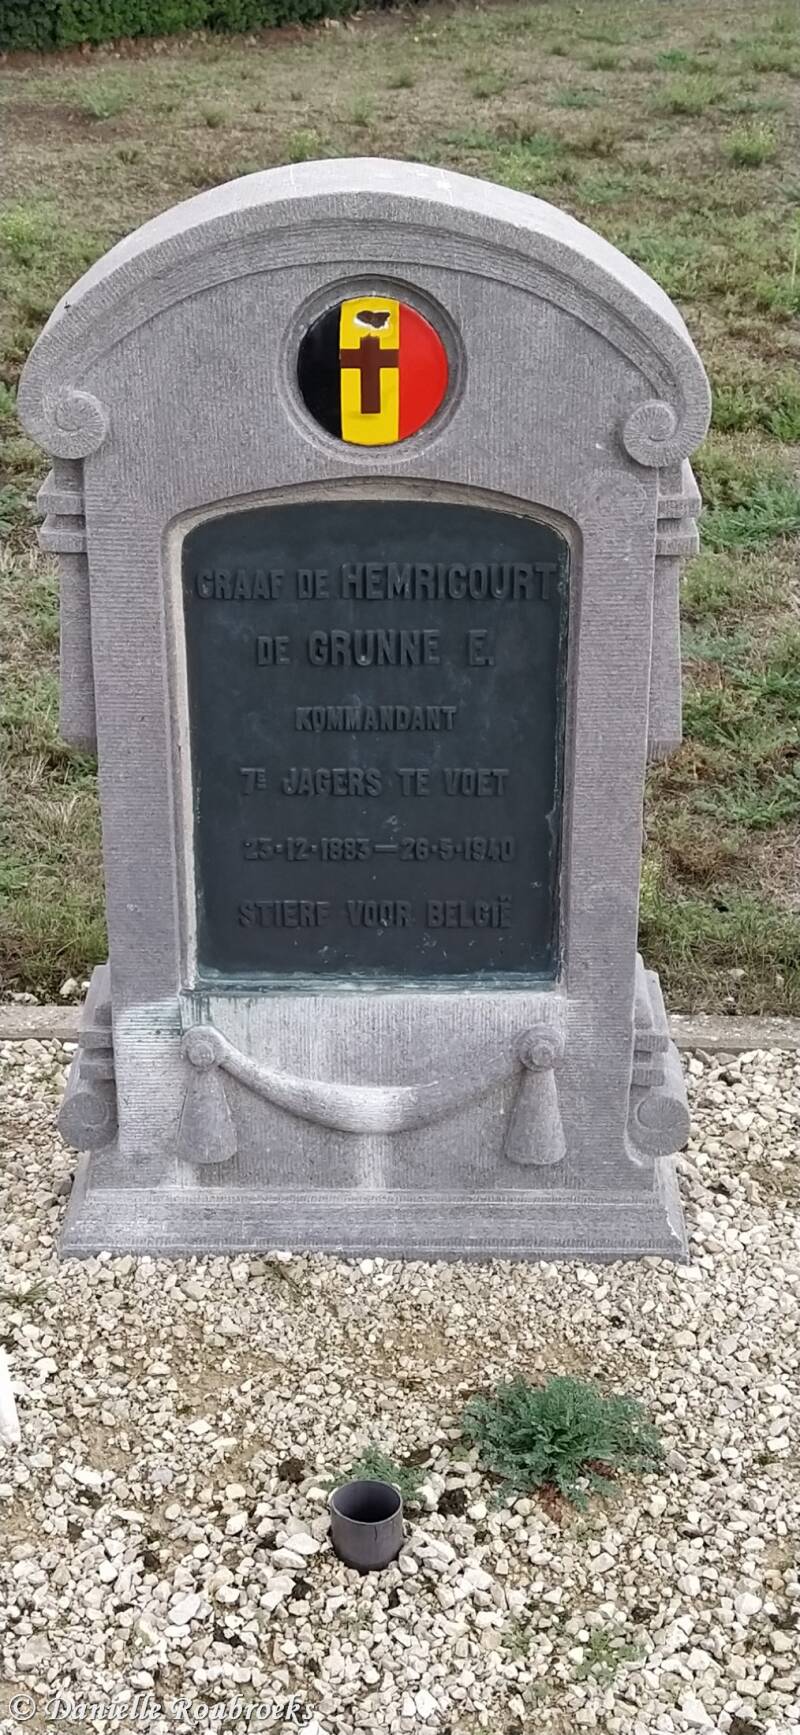 GRAAF DE HEMRICOURT
DE GRUNNE E.
KOMMANDANT
7E JAGERS TE VOET
23·12·1883—26·5·1940
STIERF VOOR BELGIË
© Danielle Roubroeks